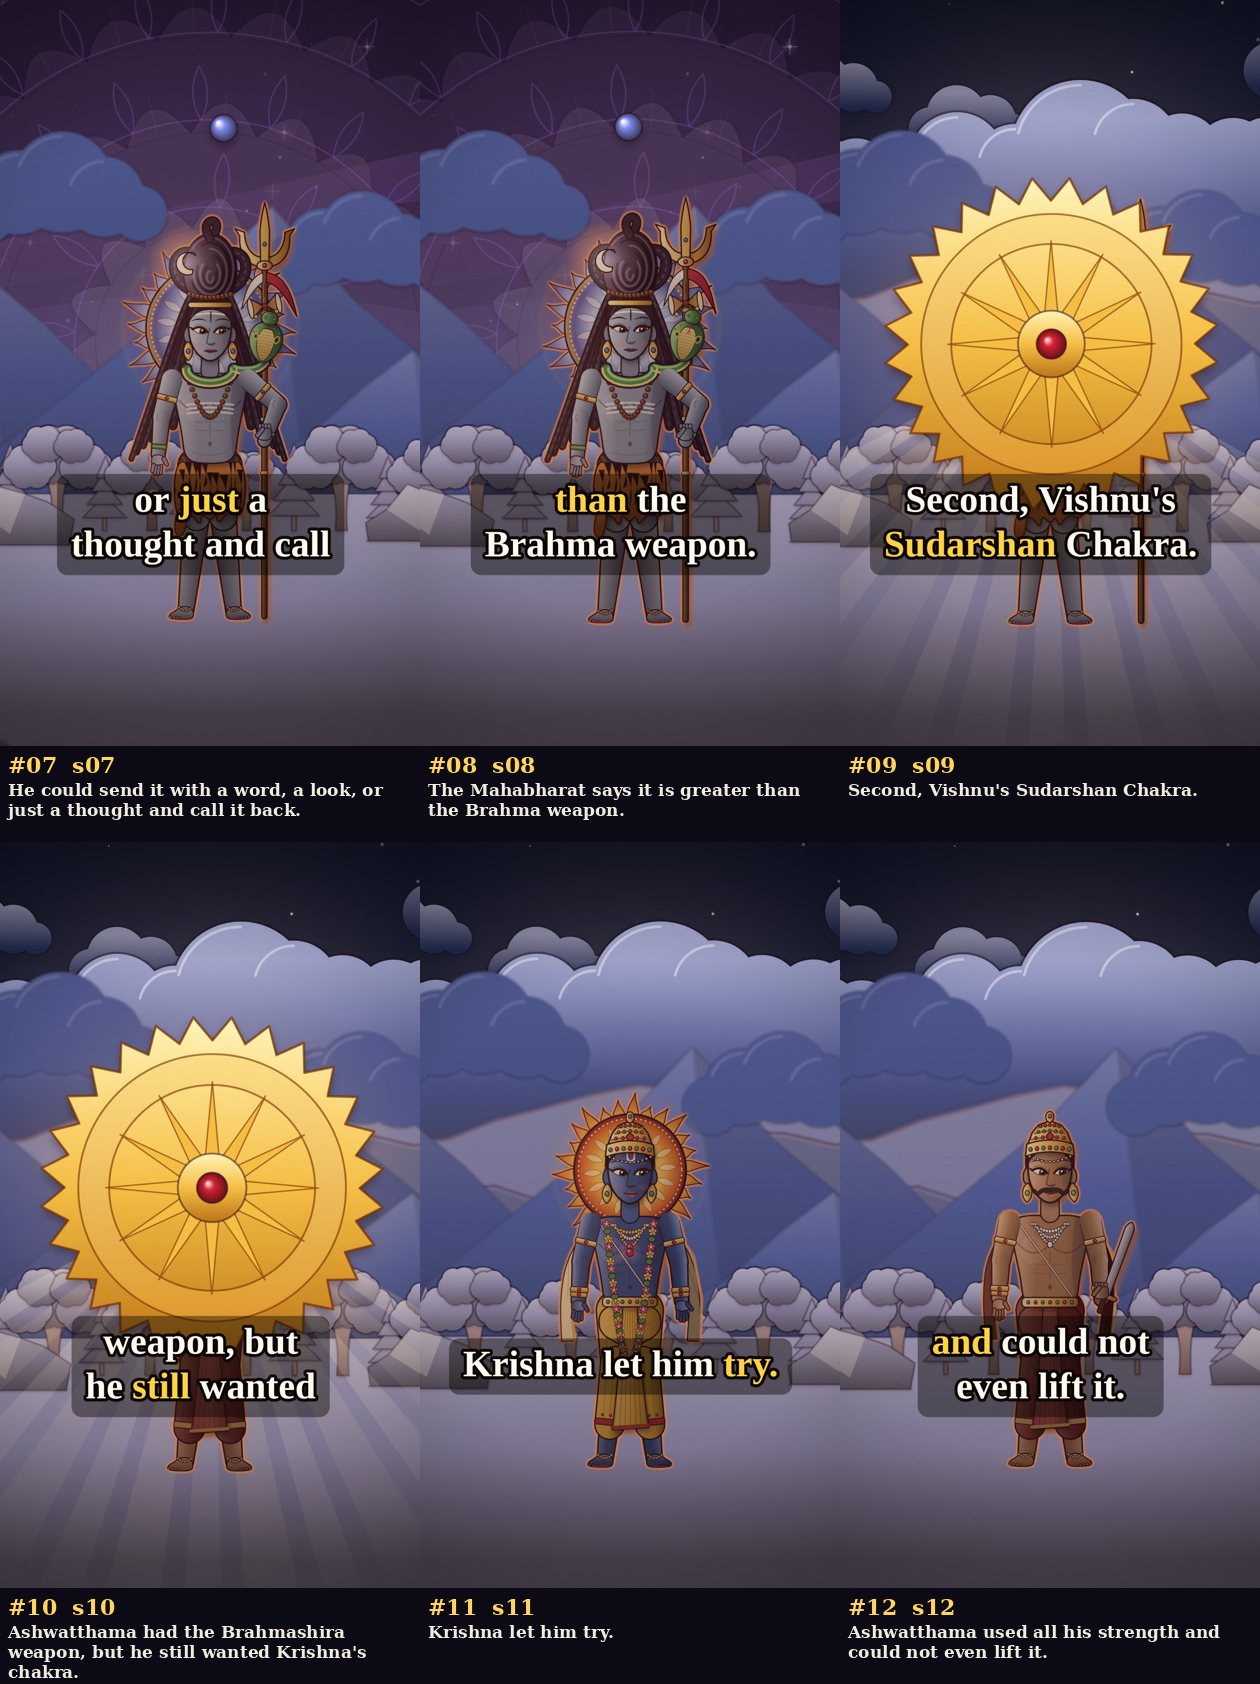 or just a
thought and call
than the
Brahma weapon.
Second, Vishnu's
Sudarshan Chakra.
#07 s07
He could send it with a word, a look, or
just a thought and call it back.
#08 s08
The Mahabharat says it is greater than
the Brahma weapon.
#09 s09
Second, Vishnu's Sudarshan Chakra.
weapon, but
he still wanted
Krishna let him try.
and could not
even lift it.
#10 s10
Ashwatthama had the Brahmashira
weapon, but he still wanted Krishna's
chakra.
#11 s11
Krishna let him try.
#12 s12
Ashwatthama used all his strength and
could not even lift it.